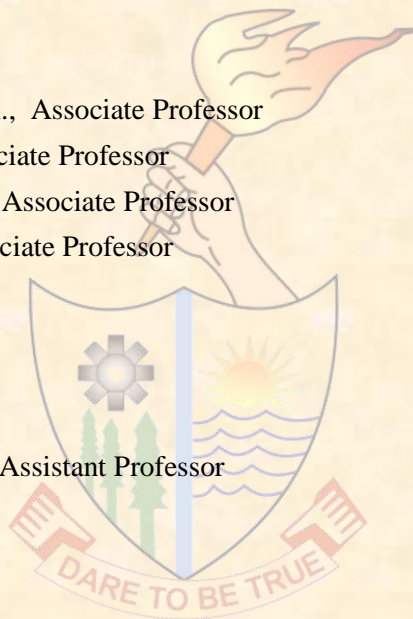 ., Associate Professor
ciate Professor
Associate Professor
ciate Professor
Assistant Professor
DARE TO BE TRUE